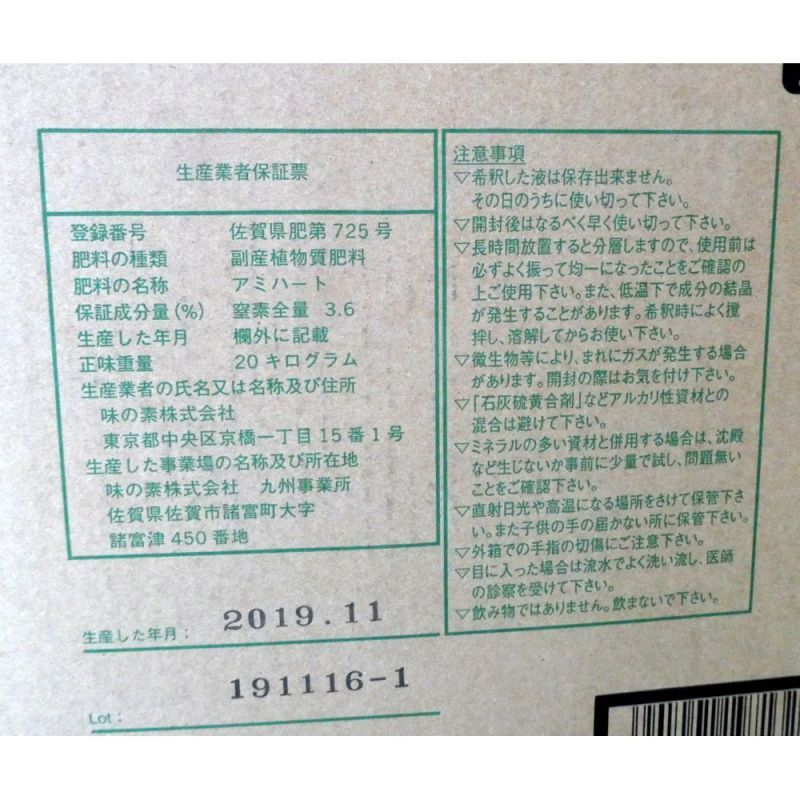 生産業者保証票
登録番号 佐賀県肥第725号
肥料の種類 副産植物質肥料
肥料の名称 アミハート
保証成分量(%) 窒素全量 3.6
生産した年月 欄外に記載
正味重量 20キログラム
生産業者の氏名又は名称及び住所
味の素株式会社
東京都中央区京橋一丁目15番1号
生産した事業場の名称及び所在地
味の素株式会社 九州事業所
佐賀県佐賀市諸富町大字
諸富津450番地
生産した年月: 2019.11
Lot: 191116-1
注意事項
▽希釈した液は保存出来ません。
その日のうちに使い切って下さい。
▽開封後はなるべく早く使い切って下さい。
▽長時間放置すると分層しますので、使用前は
必ずよく振って均一になったことをご確認の
上ご使用下さい。また、低温下で成分の結晶
が発生することがあります。希釈時によく撹
拌し、溶解してからお使い下さい。
▽微生物等により、まれにガスが発生する場合
があります。開封の際はお気を付け下さい。
▽「石灰硫黄合剤」などアルカリ性資材との
混合は避けて下さい。
▽ミネラルの多い資材と併用する場合は、沈殿
など生じないか事前に少量で試し、問題無い
ことをご確認下さい。
▽直射日光や高温になる場所をさけて保管下さ
い。また子供の手の届かない所に保管下さい。
▽外箱での手指の切傷にご注意下さい。
▽目に入った場合は流水でよく洗い流し、医師
の診察を受けて下さい。
▽飲み物ではありません。飲まないで下さい。